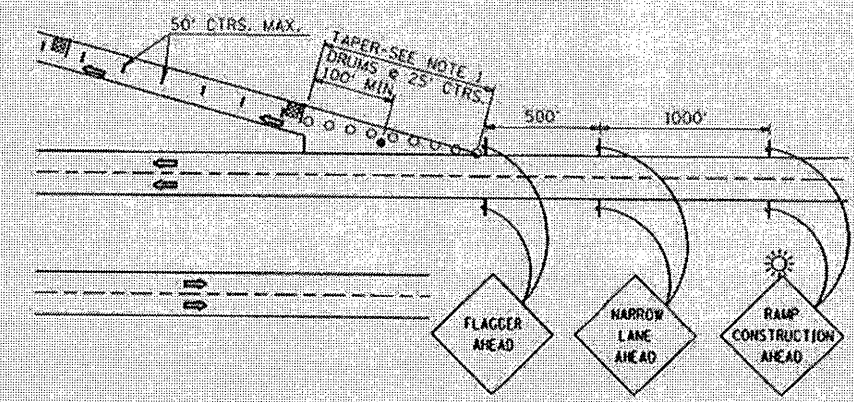 50' CTRS. MAX.
TAPER-SEE NOTE 1
DRUMS @ 25' CTRS.
100' MIN
500'
1000'
FLAGGER
AHEAD
NARROW
LANE
AHEAD
RAMP
CONSTRUCTION
AHEAD